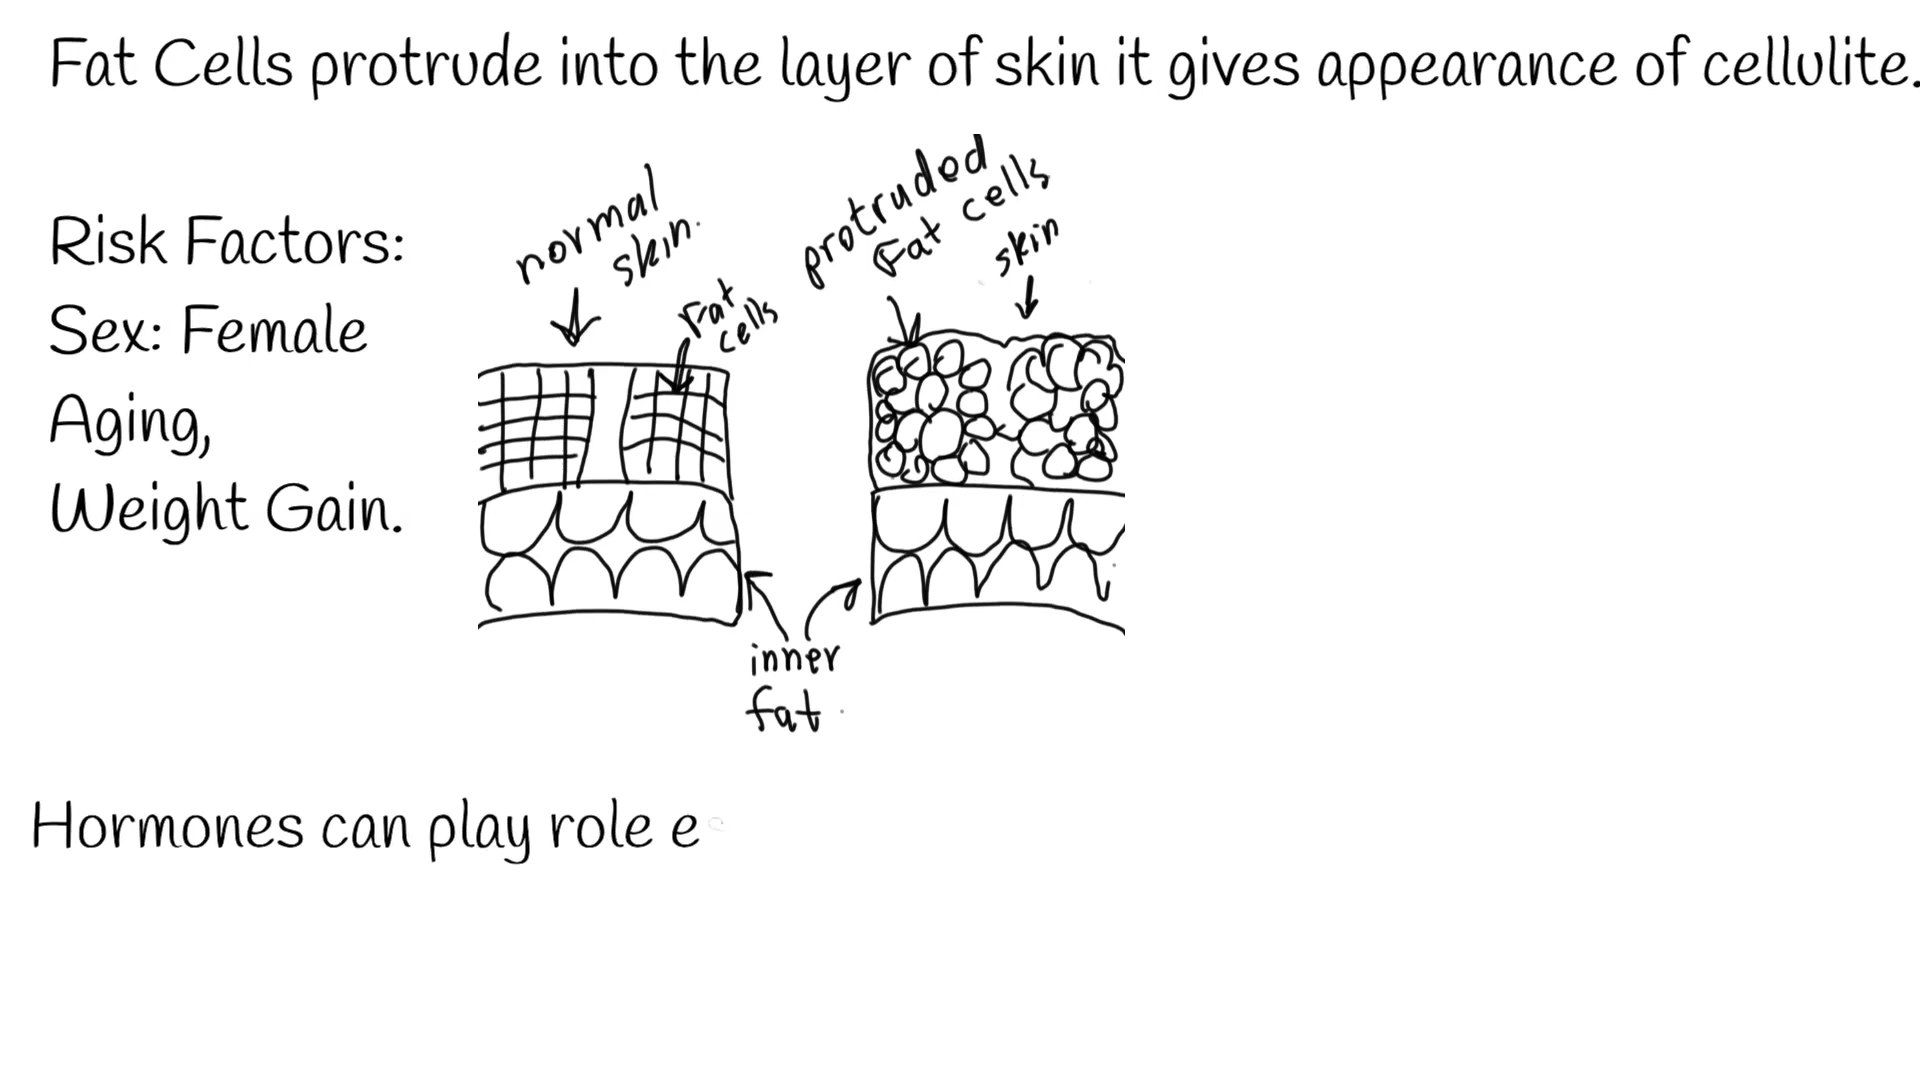 Fat Cells protrude into the layer of skin it gives appearance of cellulite.
Risk Factors:
Sex: Female
Aging,
Weight Gain.
normal
skin.
Fat
cells
protruded
Fat cells
skin
inner
fat
Hormones can play role e